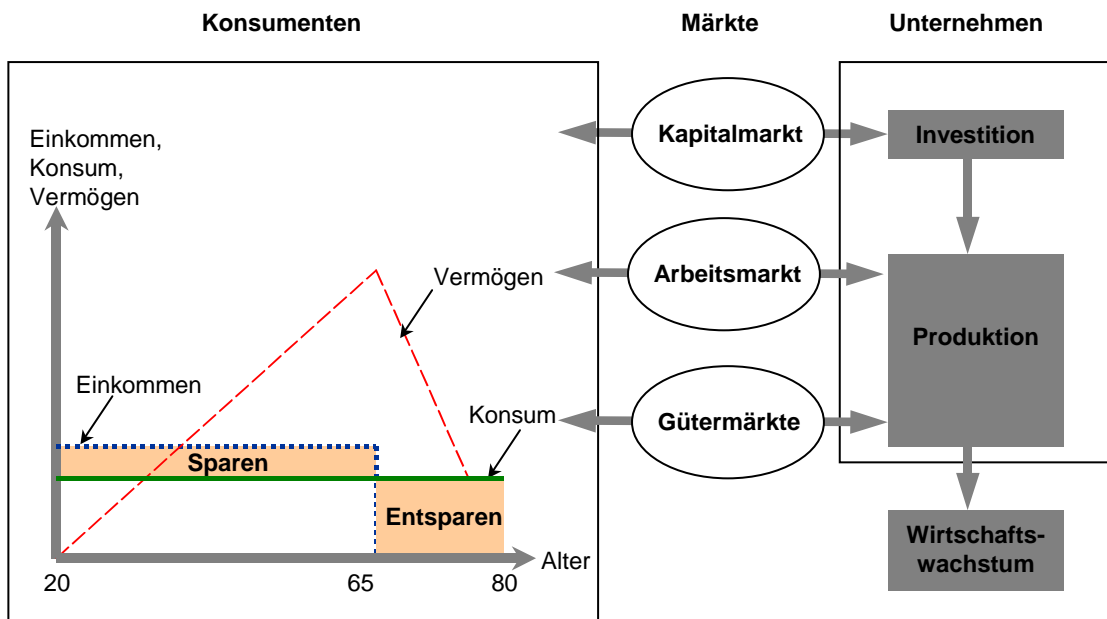 Konsumenten
Märkte
Unternehmen
Einkommen,
Konsum,
Vermögen
Vermögen
Einkommen
Konsum
Sparen
Entsparen
Alter
20
65
80
Kapitalmarkt
Arbeitsmarkt
Gütermärkte
Investition
Produktion
Wirtschafts-
wachstum